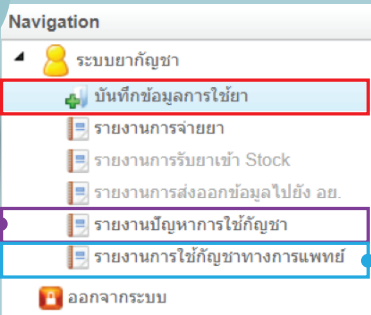 Navigation
ระบบยากัญชา
บันทึกข้อมูลการใช้ยา
รายงานการจ่ายยา
รายงานการรับยาเข้า Stock
รายงานการส่งออกข้อมูลไปยัง อย.
รายงานปัญหาการใช้กัญชา
รายงานการใช้กัญชาทางการแพทย์
ออกจากระบบ